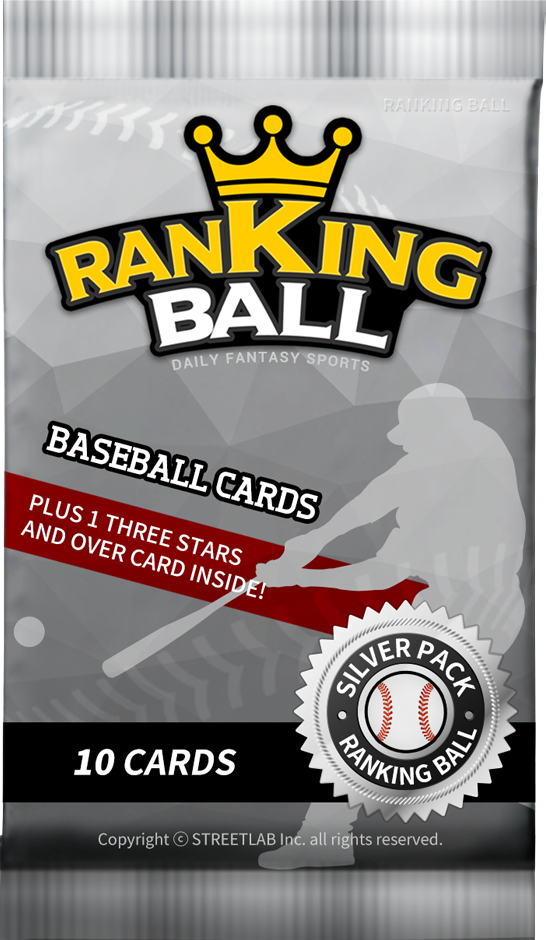 RANKING BALL
RANKING
BALL
DAILY FANTASY SPORTS
BASEBALL CARDS
PLUS 1 THREE STARS
AND OVER CARD INSIDE!
SILVER PACK
RANKING BALL
10 CARDS
Copyright ⓒ STREETLAB Inc. all rights reserved.